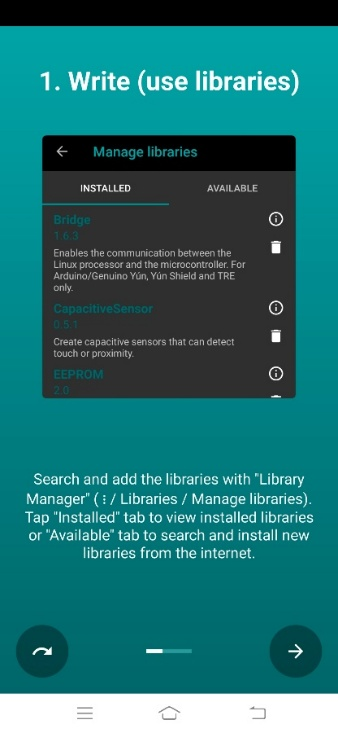 1. Write (use libraries)
Manage libraries
INSTALLED
AVAILABLE
Bridge
1.6.3
Enables the communication between the
Linux processor and the microcontroller. For
Arduino/Genuino Yún, Yún Shield and TRE
only.
CapacitiveSensor
0.5.1
Create capacitive sensors that can detect
touch or proximity.
EEPROM
2.0
Search and add the libraries with "Library
Manager" ( ⋮ / Libraries / Manage libraries).
Tap "Installed" tab to view installed libraries
or "Available" tab to search and install new
libraries from the internet.